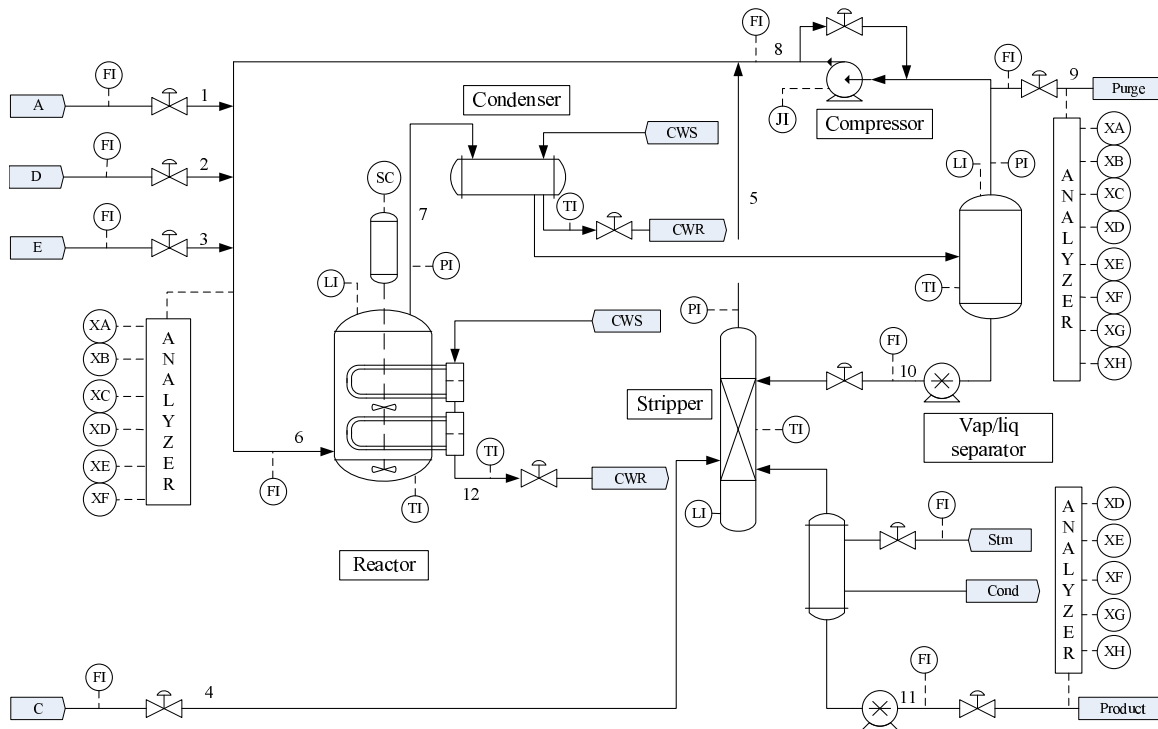 FI
8
FI
9
Purge
FI
A
1
Condenser
CWS
JI
Compressor
XA
FI
D
2
SC
7
TI
CWR
5
LI
PI
ANALYZER
XB
XC
XD
XE
XF
XG
XH
FI
E
3
LI
PI
TI
PI
CWS
XA
XB
XC
XD
XE
XF
ANALYZER
FI
10
Stripper
TI
Vap/liq
separator
6
FI
TI
12
CWR
TI
LI
Reactor
FI
Stm
Cond
ANALYZER
XD
XE
XF
XG
XH
FI
C
4
FI
11
Product